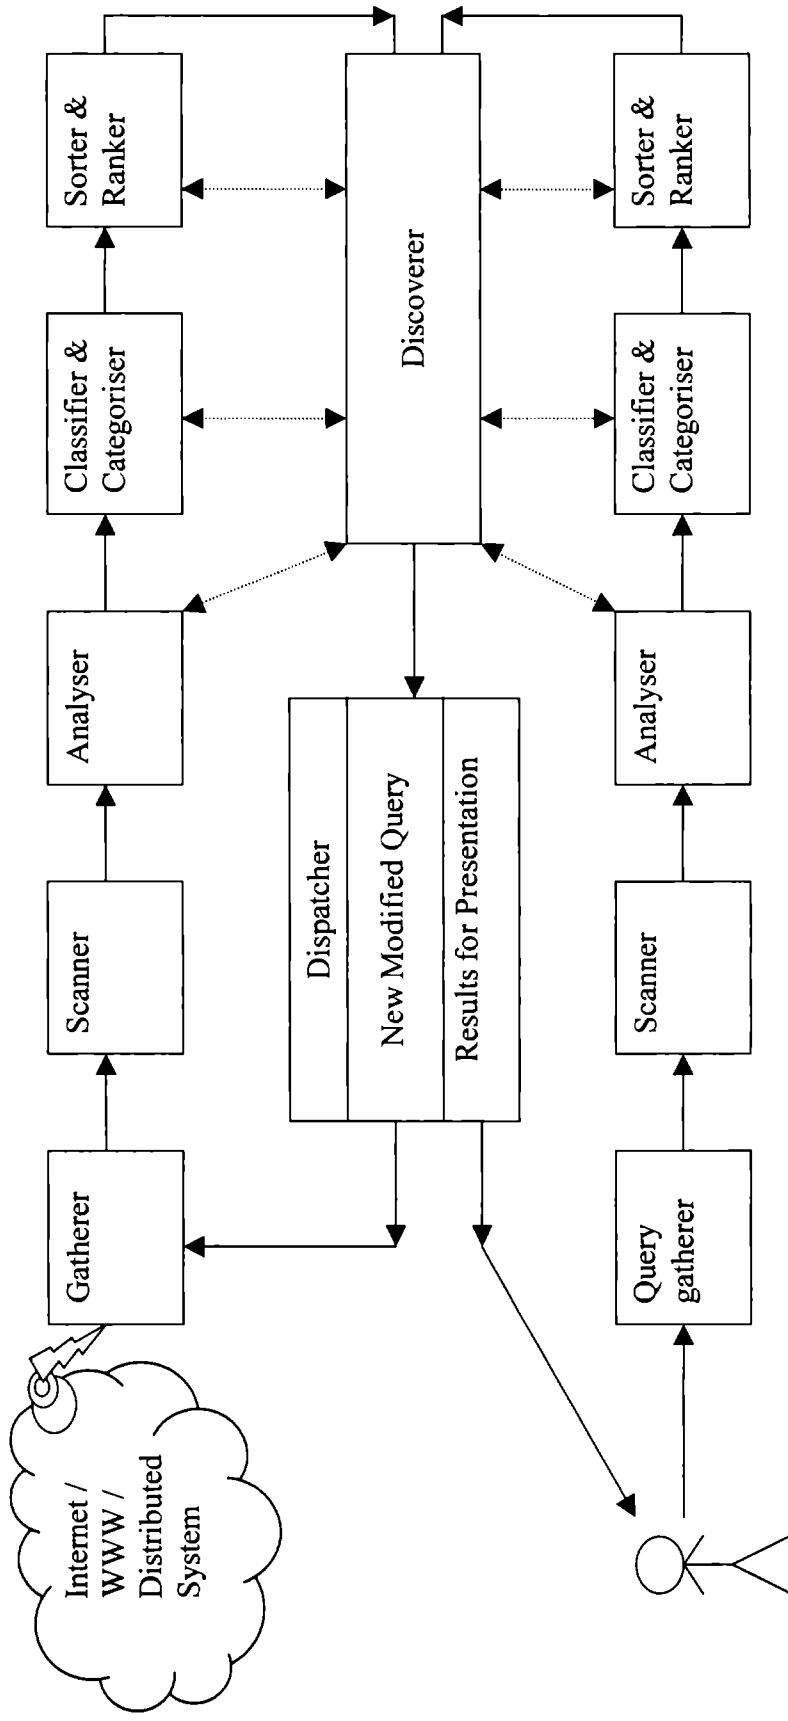 Internet /
WWW /
Distributed
System
Gatherer
Scanner
Analyser
Classifier &
Categoriser
Sorter &
Ranker
Dispatcher
New Modified Query
Results for Presentation
Discoverer
Query
gatherer
Scanner
Analyser
Classifier &
Categoriser
Sorter &
Ranker